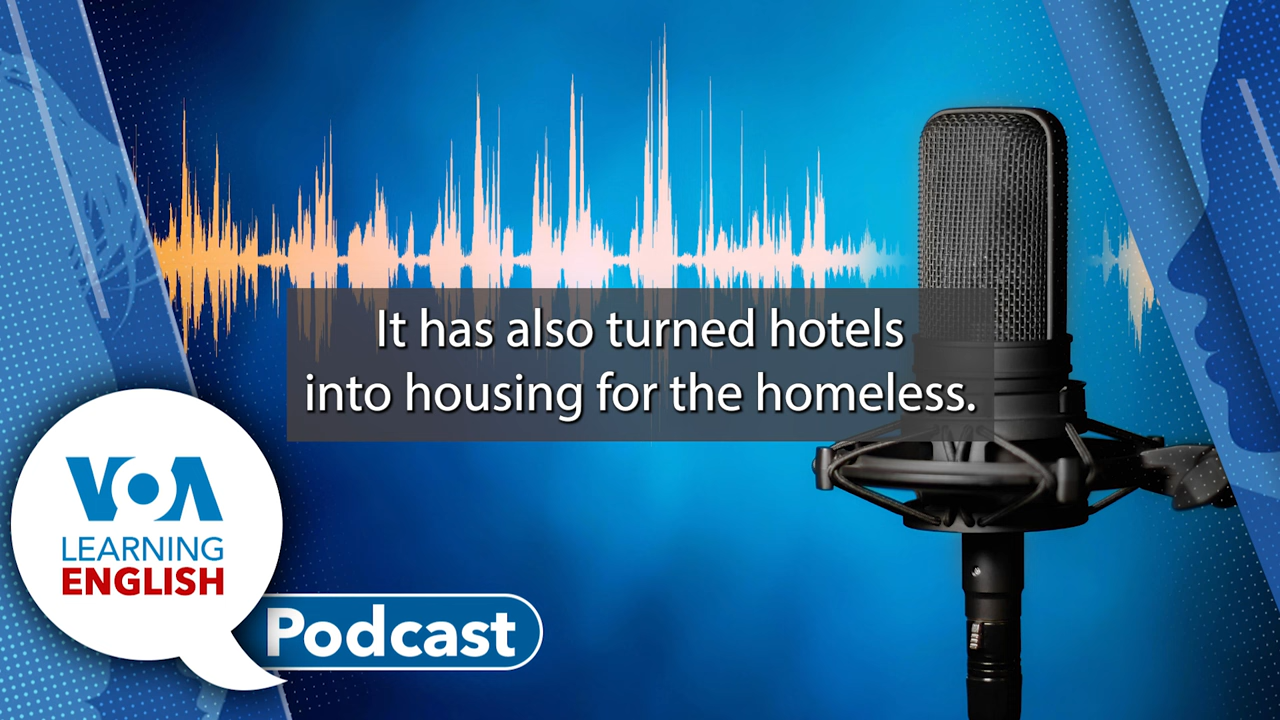 It has also turned hotels
into housing for the homeless.
VOA
LEARNING
ENGLISH
Podcast